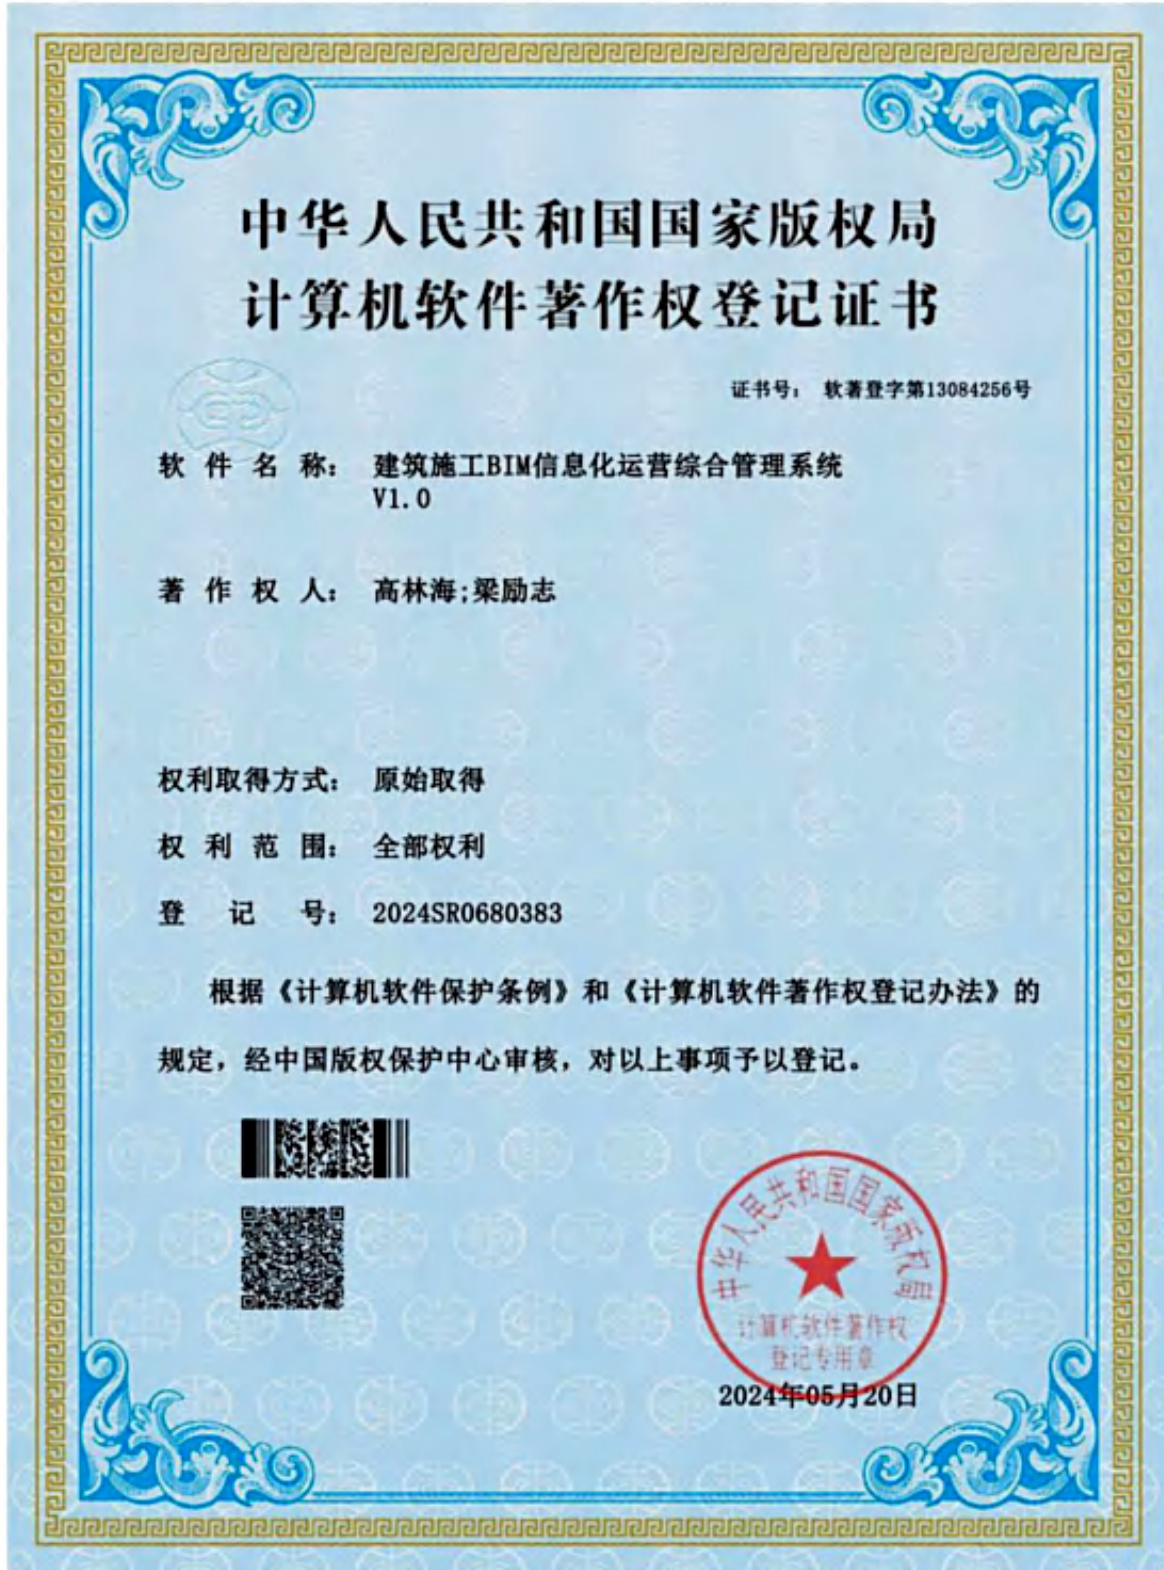 中华人民共和国国家版权局
计算机软件著作权登记证书
证书号： 软著登字第13084256号
软件名称： 建筑施工BIM信息化运营综合管理系统
V1.0
著作权人： 高林海;梁励志
权利取得方式： 原始取得
权利范围： 全部权利
登记号： 2024SR0680383
根据《计算机软件保护条例》和《计算机软件著作权登记办法》的
规定，经中国版权保护中心审核，对以上事项予以登记。
中华人民共和国国家版权局
计算机软件著作权
登记专用章
2024年05月20日